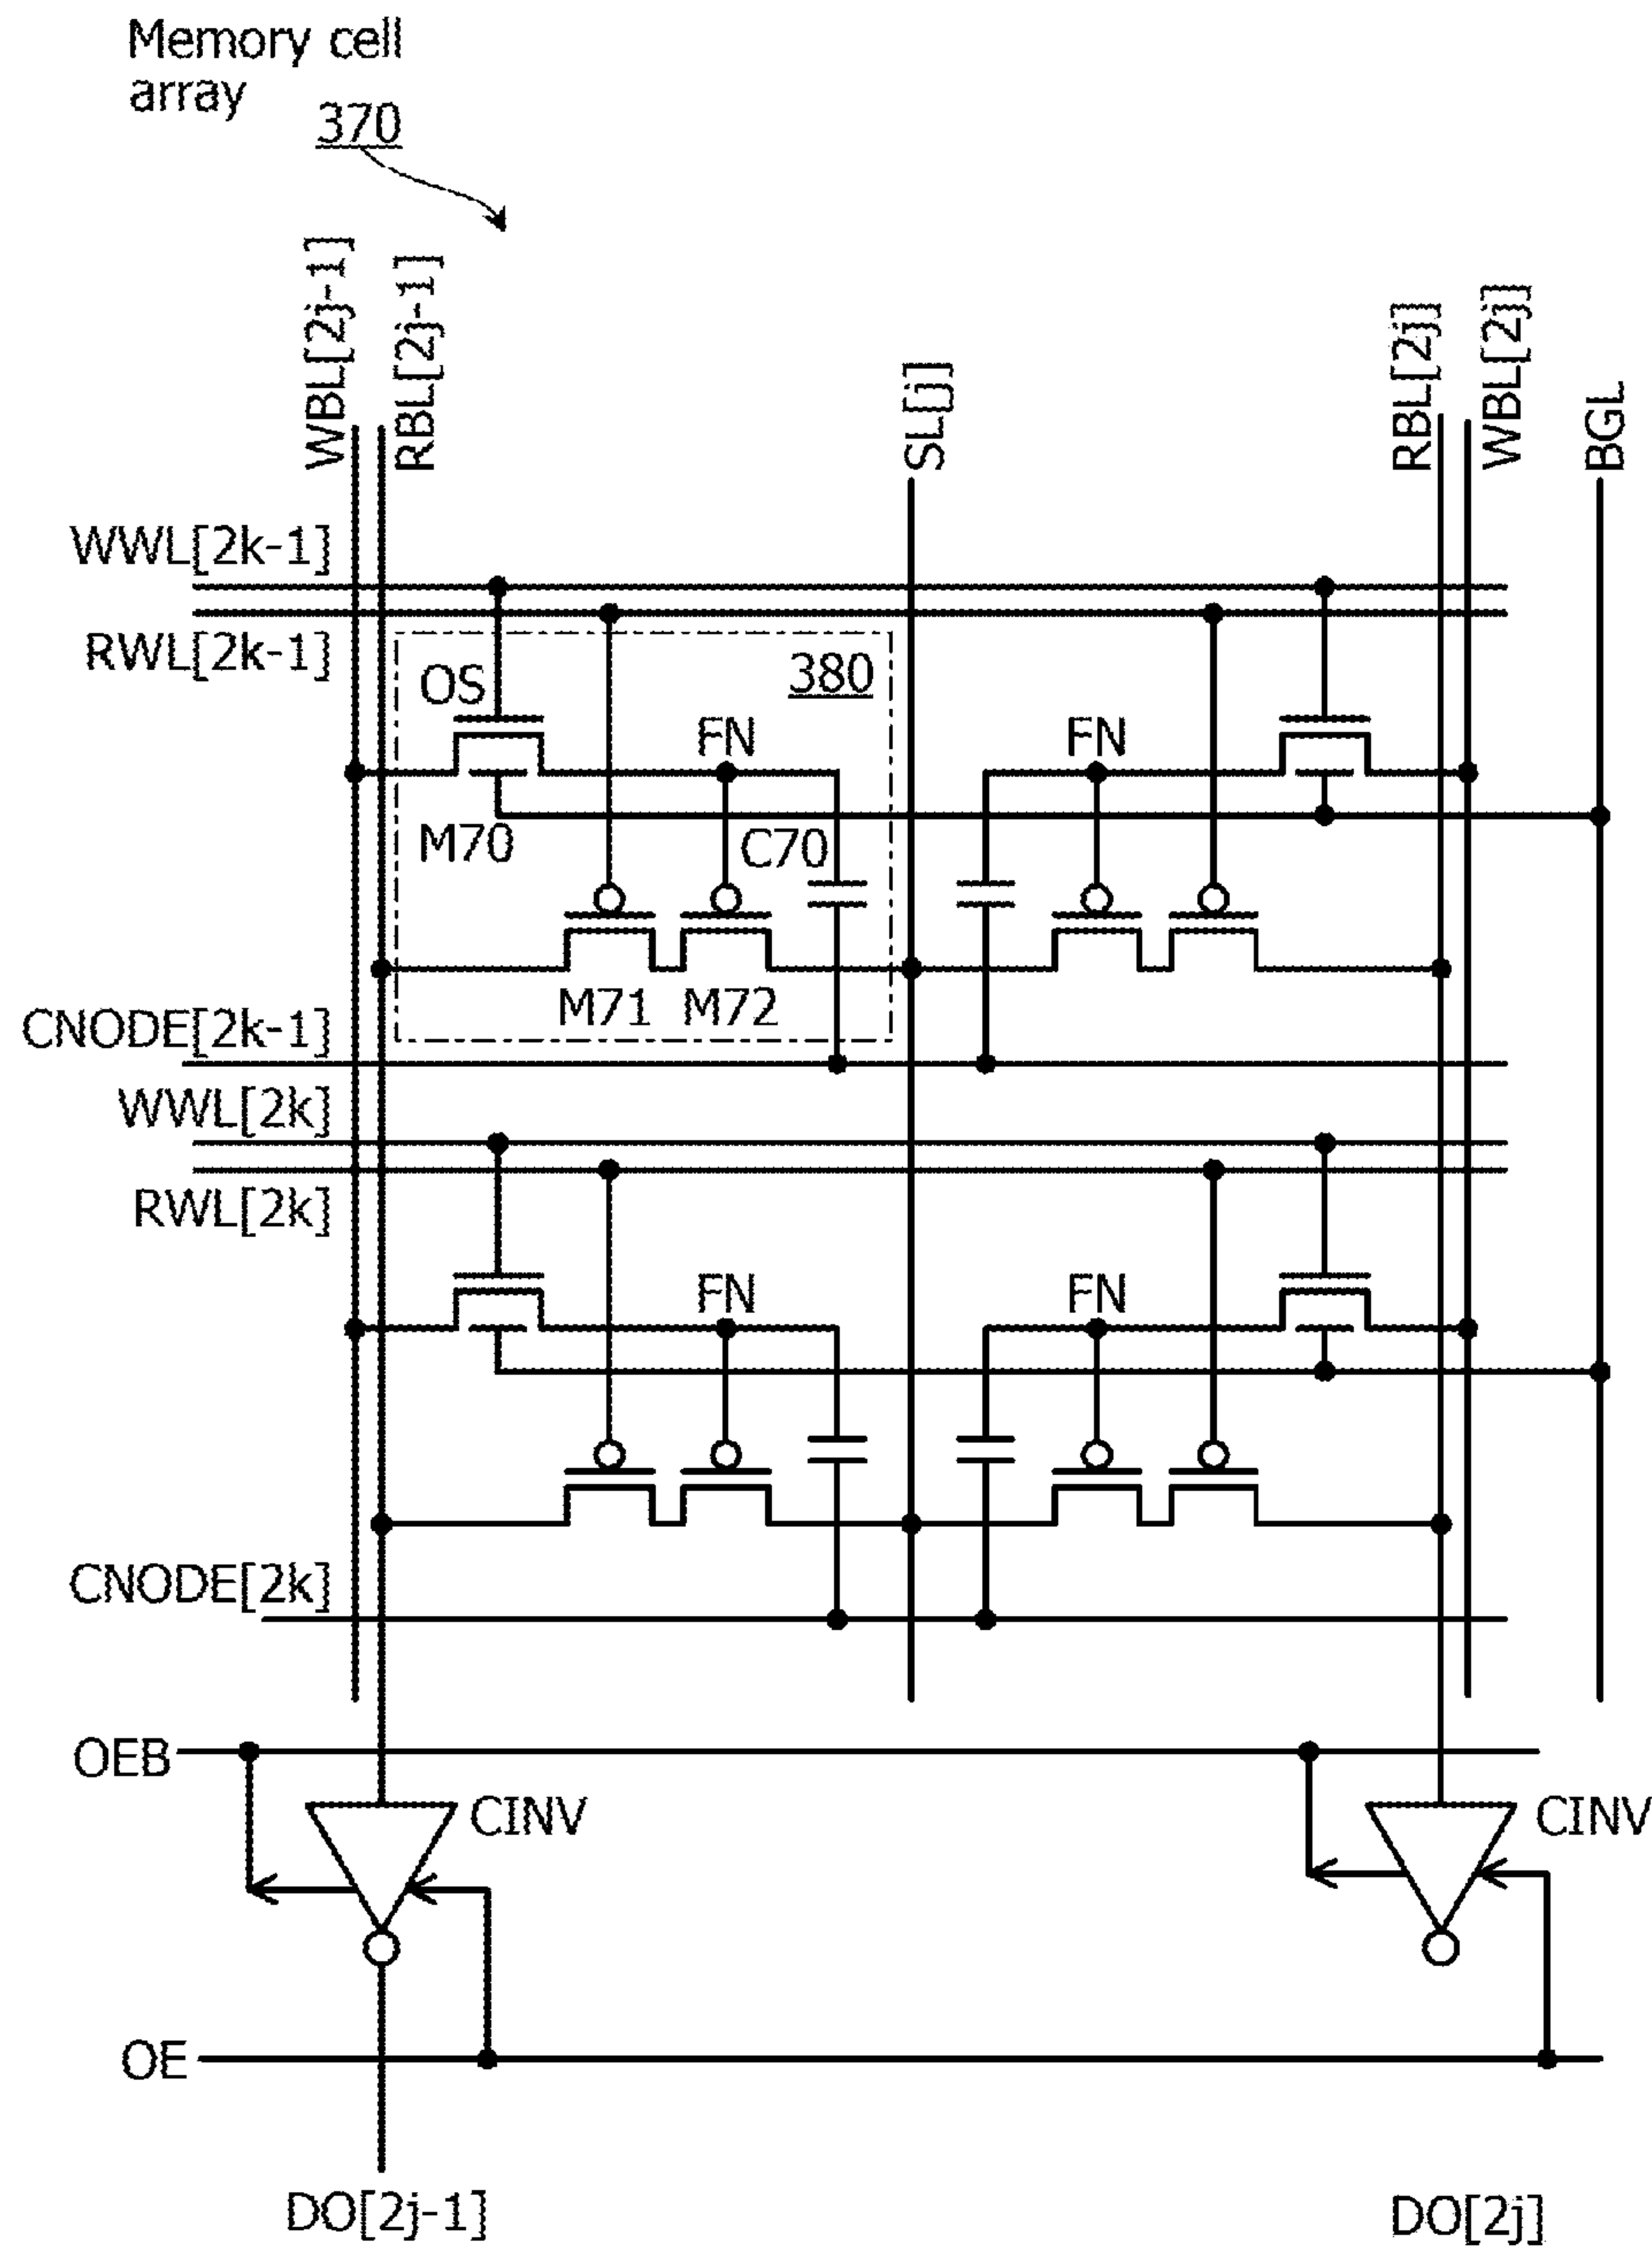 Memory cell
array
370
WBL[2j-1]
RBL[2j-1]
SL[j]
RBL[2j]
WBL[2j]
BGL
WWL[2k-1]
RWL[2k-1]
OS
380
FN
FN
M70
C70
M71
M72
CNODE[2k-1]
WWL[2k]
RWL[2k]
FN
FN
CNODE[2k]
OEB
CINV
CINV
OE
DO[2j-1]
DO[2j]